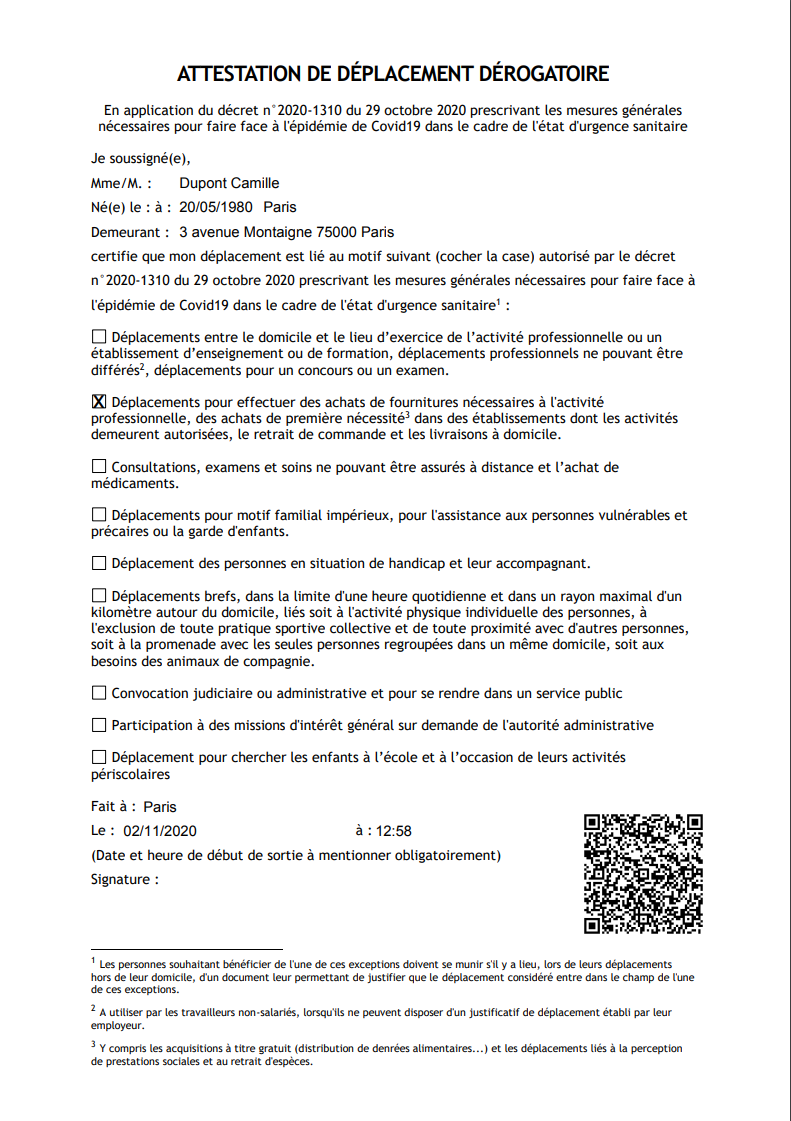 ATTESTATION DE DÉPLACEMENT DÉROGATOIRE
En application du décret n°2020-1310 du 29 octobre 2020 prescrivant les mesures générales
nécessaires pour faire face à l'épidémie de Covid19 dans le cadre de l'état d'urgence sanitaire
Je soussigné(e),
Mme/M. : Dupont Camille
Né(e) le : à : 20/05/1980 Paris
Demeurant : 3 avenue Montaigne 75000 Paris
certifie que mon déplacement est lié au motif suivant (cocher la case) autorisé par le décret
n°2020-1310 du 29 octobre 2020 prescrivant les mesures générales nécessaires pour faire face à
l'épidémie de Covid19 dans le cadre de l'état d'urgence sanitaire¹ :
Déplacements entre le domicile et le lieu d’exercice de l’activité professionnelle ou un
établissement d’enseignement ou de formation, déplacements professionnels ne pouvant être
différés², déplacements pour un concours ou un examen.
X Déplacements pour effectuer des achats de fournitures nécessaires à l'activité
professionnelle, des achats de première nécessité³ dans des établissements dont les activités
demeurent autorisées, le retrait de commande et les livraisons à domicile.
Consultations, examens et soins ne pouvant être assurés à distance et l’achat de
médicaments.
Déplacements pour motif familial impérieux, pour l'assistance aux personnes vulnérables et
précaires ou la garde d'enfants.
Déplacement des personnes en situation de handicap et leur accompagnant.
Déplacements brefs, dans la limite d'une heure quotidienne et dans un rayon maximal d'un
kilomètre autour du domicile, liés soit à l'activité physique individuelle des personnes, à
l'exclusion de toute pratique sportive collective et de toute proximité avec d'autres personnes,
soit à la promenade avec les seules personnes regroupées dans un même domicile, soit aux
besoins des animaux de compagnie.
Convocation judiciaire ou administrative et pour se rendre dans un service public
Participation à des missions d'intérêt général sur demande de l'autorité administrative
Déplacement pour chercher les enfants à l’école et à l’occasion de leurs activités
périscolaires
Fait à : Paris
Le : 02/11/2020 à : 12:58
(Date et heure de début de sortie à mentionner obligatoirement)
Signature :
¹ Les personnes souhaitant bénéficier de l'une de ces exceptions doivent se munir s'il y a lieu, lors de leurs déplacements
hors de leur domicile, d'un document leur permettant de justifier que le déplacement considéré entre dans le champ de l'une
de ces exceptions.
² A utiliser par les travailleurs non-salariés, lorsqu'ils ne peuvent disposer d'un justificatif de déplacement établi par leur
employeur.
³ Y compris les acquisitions à titre gratuit (distribution de denrées alimentaires...) et les déplacements liés à la perception
de prestations sociales et au retrait d'espèces.